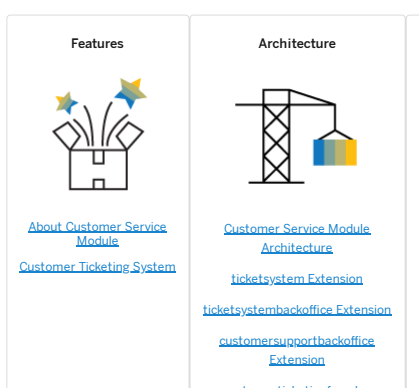 Features
About Customer Service
Module
Customer Ticketing System
Architecture
Customer Service Module
Architecture
ticketsystem Extension
ticketsystembackoffice Extension
customersupportbackoffice
Extension